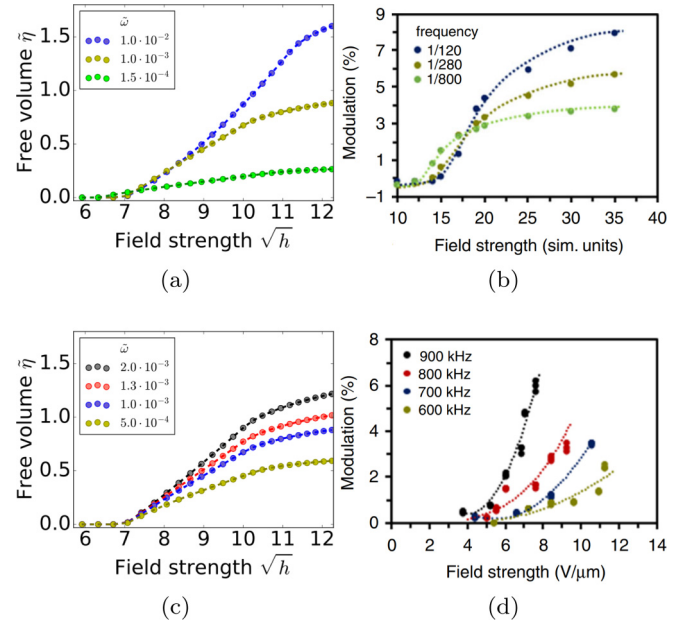 ω̃
1.0 · 10⁻²
1.0 · 10⁻³
1.5 · 10⁻⁴
Free volume η̃
0.0
0.5
1.0
1.5
6 7 8 9 10 11 12
Field strength √h
(a)
frequency
1/120
1/280
1/800
Modulation (%)
9
7
5
3
1
−1
10 15 20 25 30 35 40
Field strength (sim. units)
(b)
ω̃
2.0 · 10⁻³
1.3 · 10⁻³
1.0 · 10⁻³
5.0 · 10⁻⁴
Free volume η̃
0.0
0.5
1.0
1.5
6 7 8 9 10 11 12
Field strength √h
(c)
900 kHz
800 kHz
700 kHz
600 kHz
Modulation (%)
8
6
4
2
0
0 2 4 6 8 10 12 14
Field strength (V/μm)
(d)